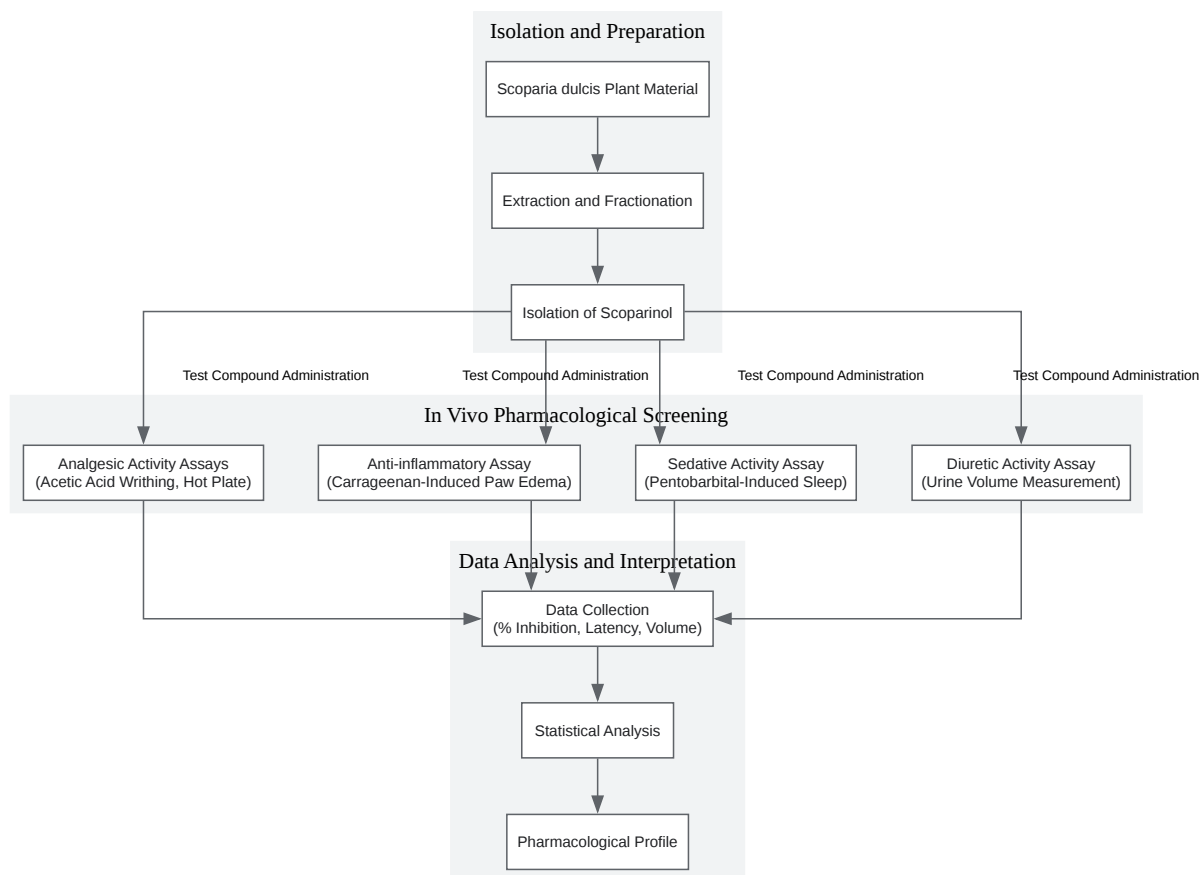 Isolation and Preparation
Scoparia dulcis Plant Material
Extraction and Fractionation
Isolation of Scoparinol
Test Compound Administration
Test Compound Administration
Test Compound Administration
Test Compound Administration
In Vivo Pharmacological Screening
Analgesic Activity Assays
(Acetic Acid Writhing, Hot Plate)
Anti-inflammatory Assay
(Carrageenan-Induced Paw Edema)
Sedative Activity Assay
(Pentobarbital-Induced Sleep)
Diuretic Activity Assay
(Urine Volume Measurement)
Data Analysis and Interpretation
Data Collection
(% Inhibition, Latency, Volume)
Statistical Analysis
Pharmacological Profile